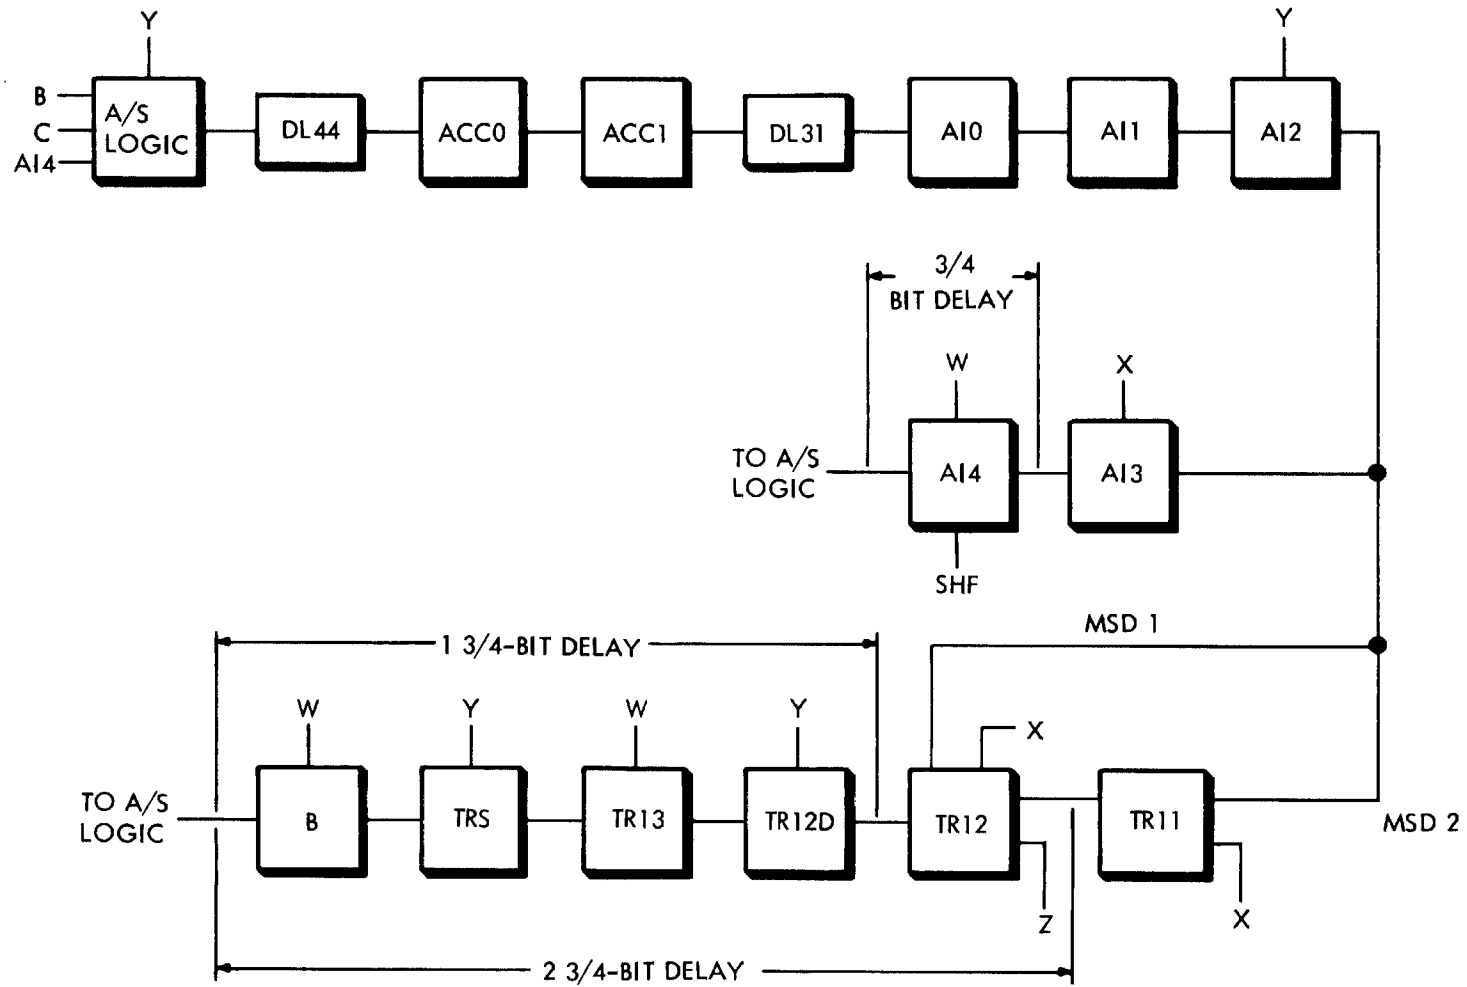 Y
Y
B
C
AI4
A/S
LOGIC
DL44
ACC0
ACC1
DL31
AI0
AI1
AI2
3/4
BIT DELAY
W
X
TO A/S
LOGIC
AI4
AI3
SHF
MSD 1
1 3/4-BIT DELAY
W
Y
W
Y
X
TO A/S
LOGIC
B
TRS
TR13
TR12D
TR12
TR11
MSD 2
Z
X
2 3/4-BIT DELAY